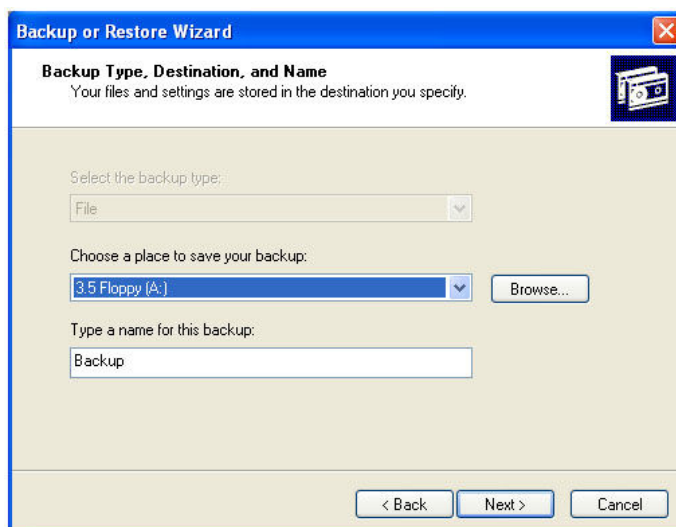 Backup or Restore Wizard
Backup Type, Destination, and Name
Your files and settings are stored in the destination you specify.
Select the backup type:
File
Choose a place to save your backup:
3.5 Floppy (A:)
Browse...
Type a name for this backup:
Backup
< Back
Next >
Cancel